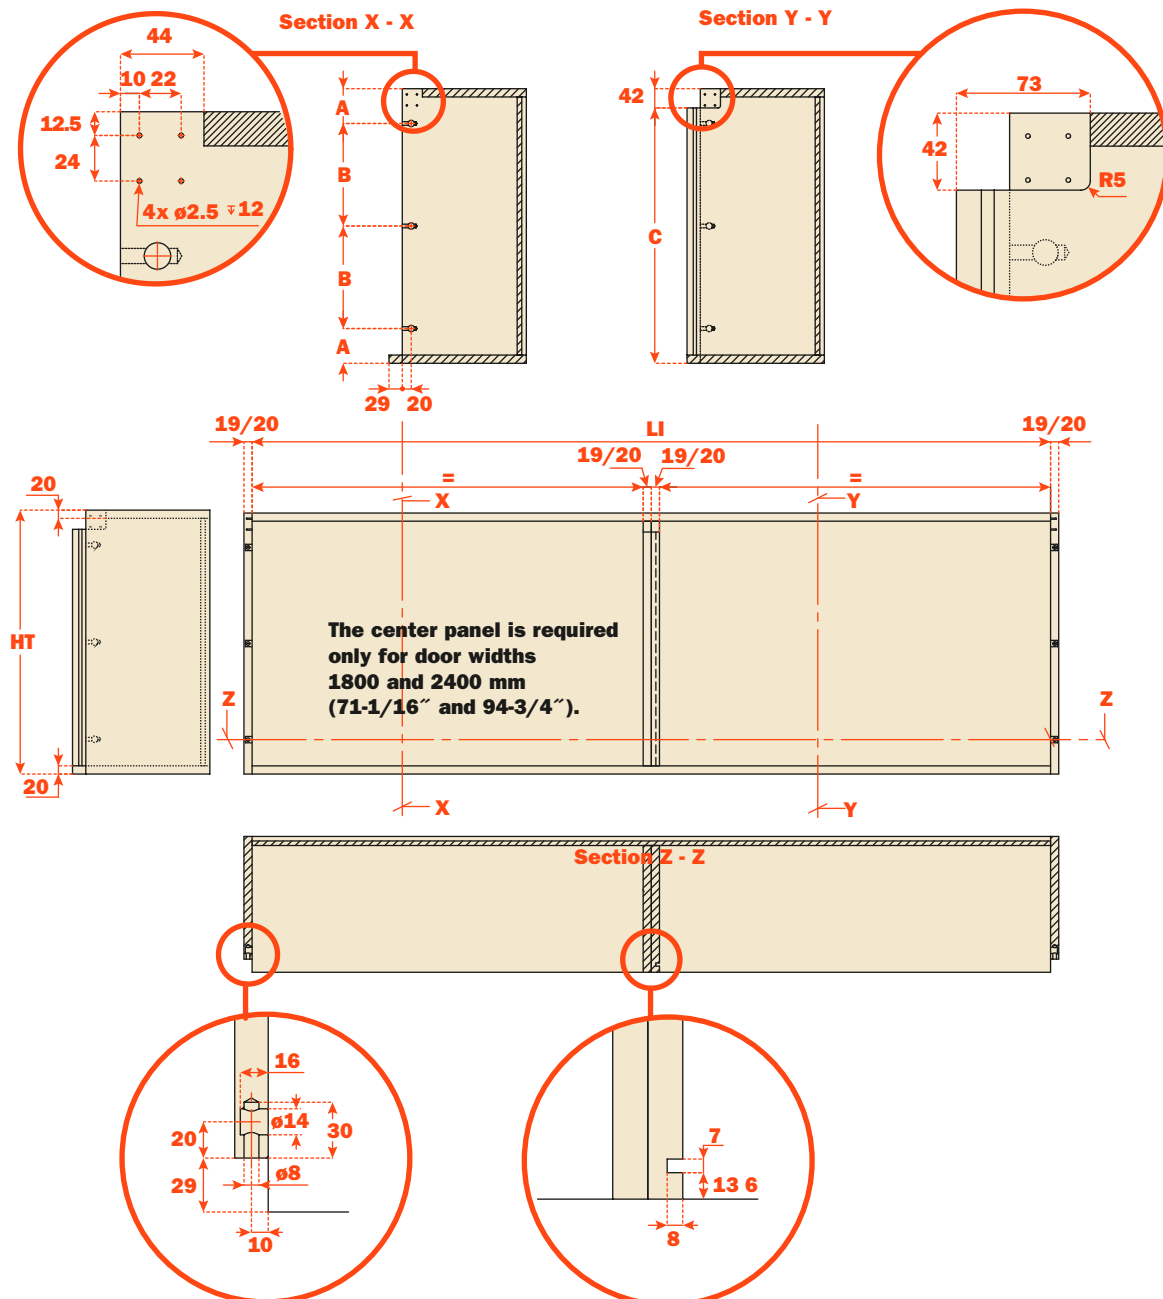 Section X - X
Section Y - Y
44
10 22
12.5
24
4x ø2.5 ↧12
A
B
B
A
29 20
42
C
73
42
R5
19/20
LI
19/20
19/20 19/20
= =
X Y
20
HT
20
The center panel is required
only for door widths
1800 and 2400 mm
(71-1/16″ and 94-3/4″).
Z Z
X Y
Section Z - Z
16
ø14
30
20
ø8
29
10
7
13 6
8